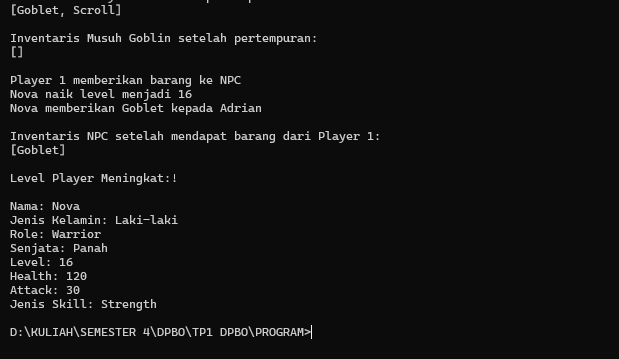 [Goblet, Scroll]
Inventaris Musuh Goblin setelah pertempuran:
[]
Player 1 memberikan barang ke NPC
Nova naik level menjadi 16
Nova memberikan Goblet kepada Adrian
Inventaris NPC setelah mendapat barang dari Player 1:
[Goblet]
Level Player Meningkat:!
Nama: Nova
Jenis Kelamin: Laki-laki
Role: Warrior
Senjata: Panah
Level: 16
Health: 120
Attack: 30
Jenis Skill: Strength
D:\KULIAH\SEMESTER 4\DPBO\TP1 DPBO\PROGRAM>